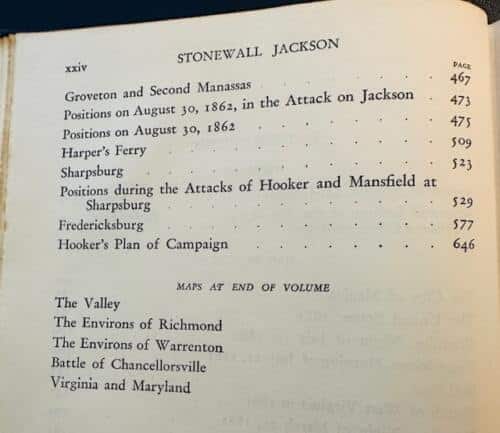 xxiv STONEWALL JACKSON
PAGE
Groveton and Second Manassas . . . . . 467
Positions on August 30, 1862, in the Attack on Jackson . 473
Positions on August 30, 1862 . . . . . . 475
Harper's Ferry . . . . . . . . . 509
Sharpsburg . . . . . . . . . 523
Positions during the Attacks of Hooker and Mansfield at
Sharpsburg . . . . . . . . . 529
Fredericksburg . . . . . . . . . 577
Hooker's Plan of Campaign . . . . . . 646
MAPS AT END OF VOLUME
The Valley
The Environs of Richmond
The Environs of Warrenton
Battle of Chancellorsville
Virginia and Maryland